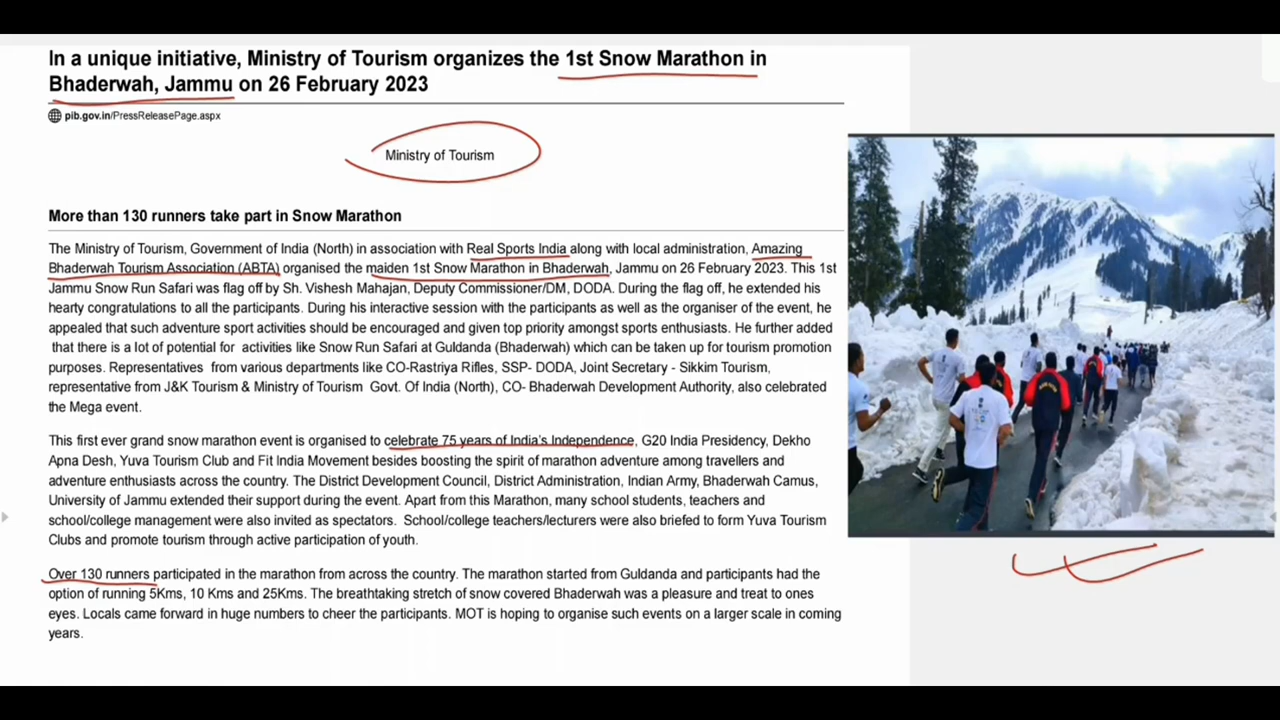 In a unique initiative, Ministry of Tourism organizes the 1st Snow Marathon in
Bhaderwah, Jammu on 26 February 2023
pib.gov.in/PressReleasePage.aspx
Ministry of Tourism
More than 130 runners take part in Snow Marathon
The Ministry of Tourism, Government of India (North) in association with Real Sports India along with local administration, Amazing
Bhaderwah Tourism Association (ABTA) organised the maiden 1st Snow Marathon in Bhaderwah, Jammu on 26 February 2023. This 1st
Jammu Snow Run Safari was flag off by Sh. Vishesh Mahajan, Deputy Commissioner/DM, DODA. During the flag off, he extended his
hearty congratulations to all the participants. During his interactive session with the participants as well as the organiser of the event, he
appealed that such adventure sport activities should be encouraged and given top priority amongst sports enthusiasts. He further added
that there is a lot of potential for activities like Snow Run Safari at Guldanda (Bhaderwah) which can be taken up for tourism promotion
purposes. Representatives from various departments like CO-Rastriya Rifles, SSP- DODA, Joint Secretary - Sikkim Tourism,
representative from J&K Tourism & Ministry of Tourism Govt. Of India (North), CO- Bhaderwah Development Authority, also celebrated
the Mega event.
This first ever grand snow marathon event is organised to celebrate 75 years of India's Independence, G20 India Presidency, Dekho
Apna Desh, Yuva Tourism Club and Fit India Movement besides boosting the spirit of marathon adventure among travellers and
adventure enthusiasts across the country. The District Development Council, District Administration, Indian Army, Bhaderwah Camus,
University of Jammu extended their support during the event. Apart from this Marathon, many school students, teachers and
school/college management were also invited as spectators. School/college teachers/lecturers were also briefed to form Yuva Tourism
Clubs and promote tourism through active participation of youth.
Over 130 runners participated in the marathon from across the country. The marathon started from Guldanda and participants had the
option of running 5Kms, 10 Kms and 25Kms. The breathtaking stretch of snow covered Bhaderwah was a pleasure and treat to ones
eyes. Locals came forward in huge numbers to cheer the participants. MOT is hoping to organise such events on a larger scale in coming
years.